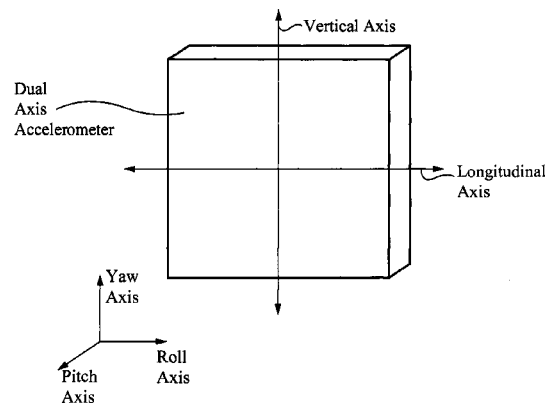 Vertical Axis
Dual
Axis
Accelerometer
Longitudinal
Axis
Yaw
Axis
Roll
Axis
Pitch
Axis